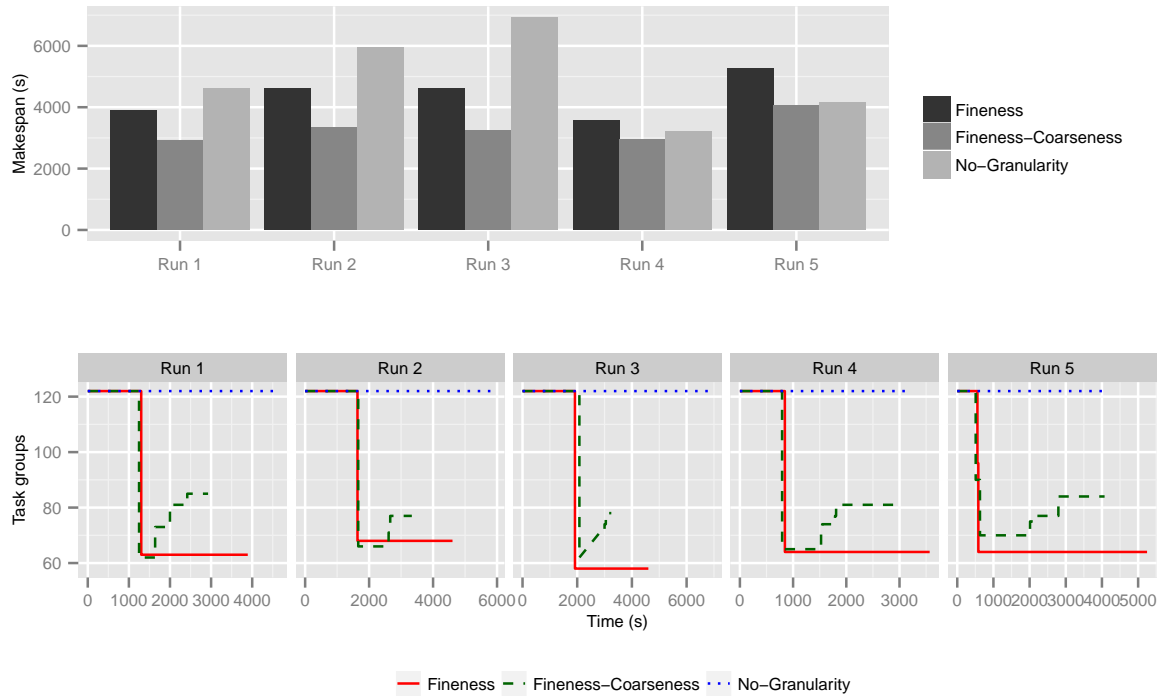 Makespan (s)
6000
4000
2000
0
Run 1
Run 2
Run 3
Run 4
Run 5
Fineness
Fineness−Coarseness
No−Granularity
Task groups
120
100
80
60
Run 1
Run 2
Run 3
Run 4
Run 5
0 1000 2000 3000 4000
0 2000 4000 6000
0 2000 4000 6000
0 1000 2000 3000
0 1000 2000 3000 4000 5000
Time (s)
Fineness Fineness−Coarseness No−Granularity